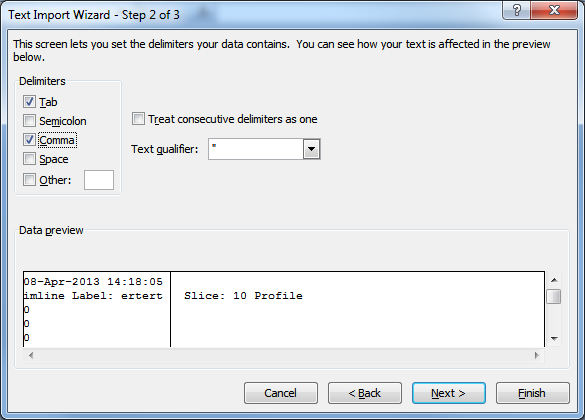 Text Import Wizard - Step 2 of 3
This screen lets you set the delimiters your data contains.  You can see how your text is affected in the preview
below.
Delimiters
Tab
Semicolon
Comma
Space
Other:
Treat consecutive delimiters as one
Text qualifier: "
Data preview
08-Apr-2013 14:18:05
imline Label: ertert Slice: 10 Profile
0
0
0
Cancel < Back Next > Finish